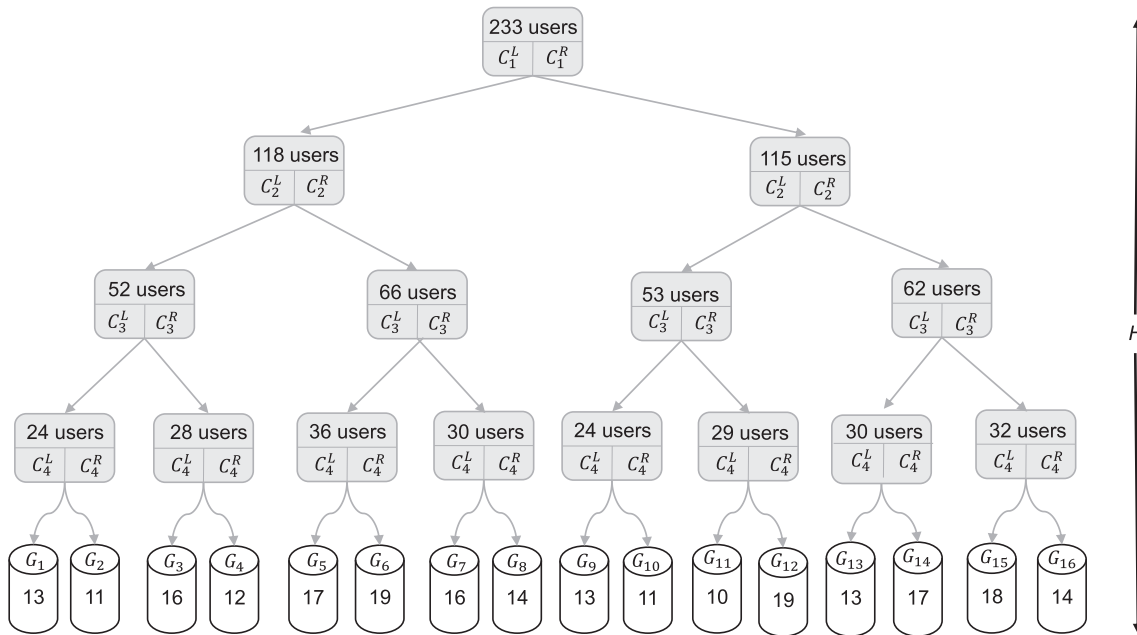 233 users
C_1^L C_1^R
118 users 115 users
C_2^L C_2^R C_2^L C_2^R
52 users 66 users 53 users 62 users
C_3^L C_3^R C_3^L C_3^R C_3^L C_3^R C_3^L C_3^R
H
24 users 28 users 36 users 30 users 24 users 29 users 30 users 32 users
C_4^L C_4^R C_4^L C_4^R C_4^L C_4^R C_4^L C_4^R C_4^L C_4^R C_4^L C_4^R C_4^L C_4^R C_4^L C_4^R
G_1 G_2 G_3 G_4 G_5 G_6 G_7 G_8 G_9 G_10 G_11 G_12 G_13 G_14 G_15 G_16
13 11 16 12 17 19 16 14 13 11 10 19 13 17 18 14